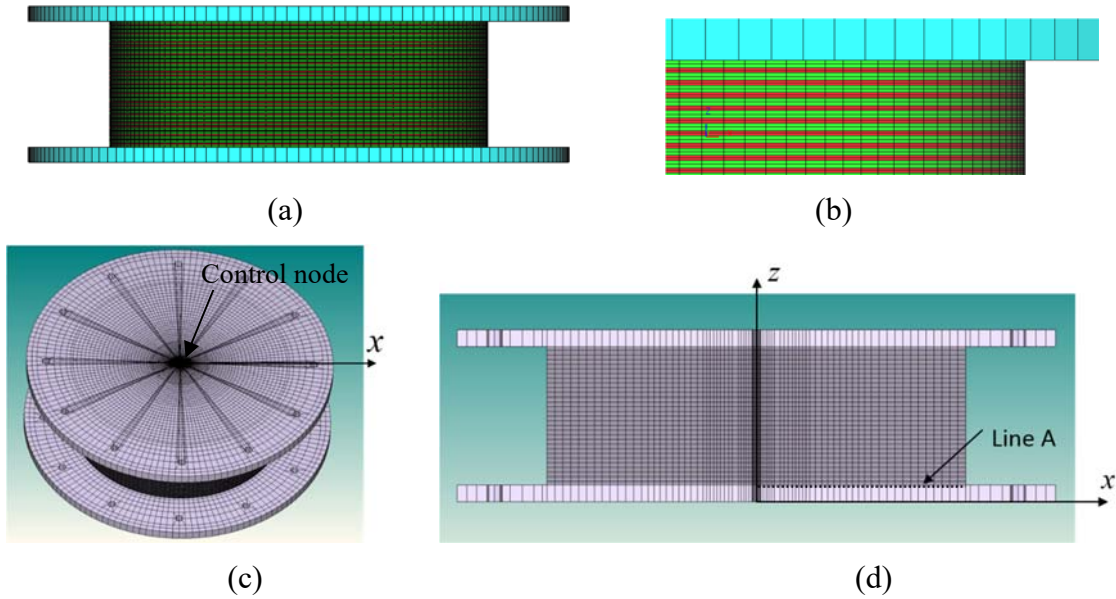 (a)
(b)
Control node
x
(c)
z
Line A
x
(d)